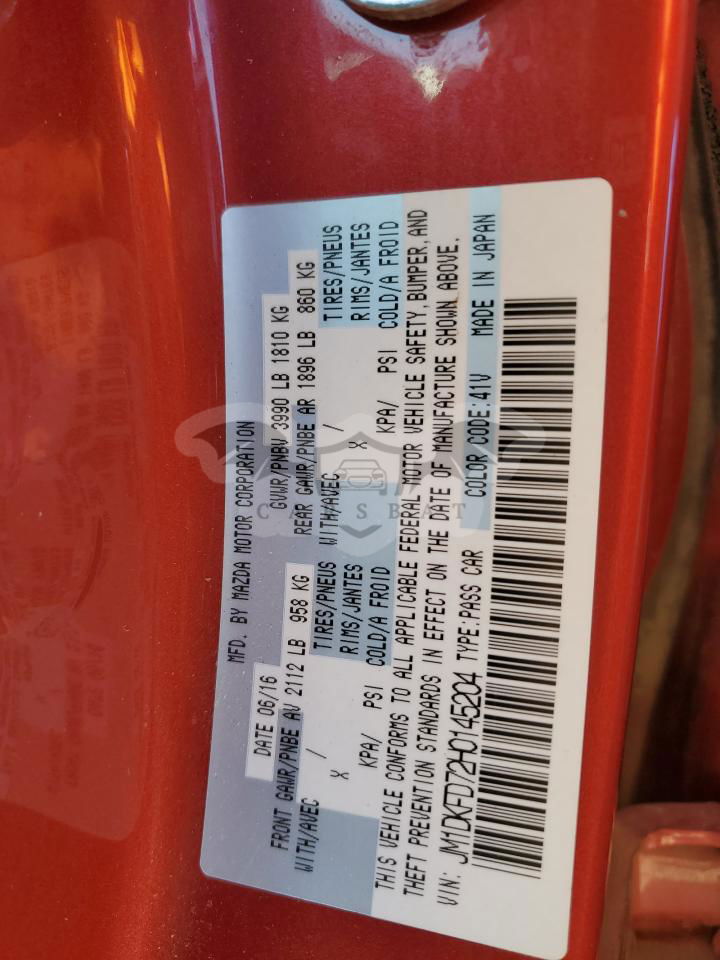 MFD. BY MAZDA MOTOR CORPORATION
DATE 06/16 GVWR/PNBV 3990 LB 1810 KG
FRONT GAWR/PNBE AV 2112 LB 958 KG REAR GAWR/PNBE AR 1896 LB 860 KG
WITH/AVEC / TIRES/PNEUS WITH/AVEC / TIRES/PNEUS
X RIMS/JANTES X RIMS/JANTES
KPA/ PSI COLD/A FROID KPA/ PSI COLD/A FROID
THIS VEHICLE CONFORMS TO ALL APPLICABLE FEDERAL MOTOR VEHICLE SAFETY, BUMPER, AND
THEFT PREVENTION STANDARDS IN EFFECT ON THE DATE OF MANUFACTURE SHOWN ABOVE.
VIN: JM1DKFD72H0145204 TYPE:PASS CAR COLOR CODE:41V MADE IN JAPAN
CARSBAT